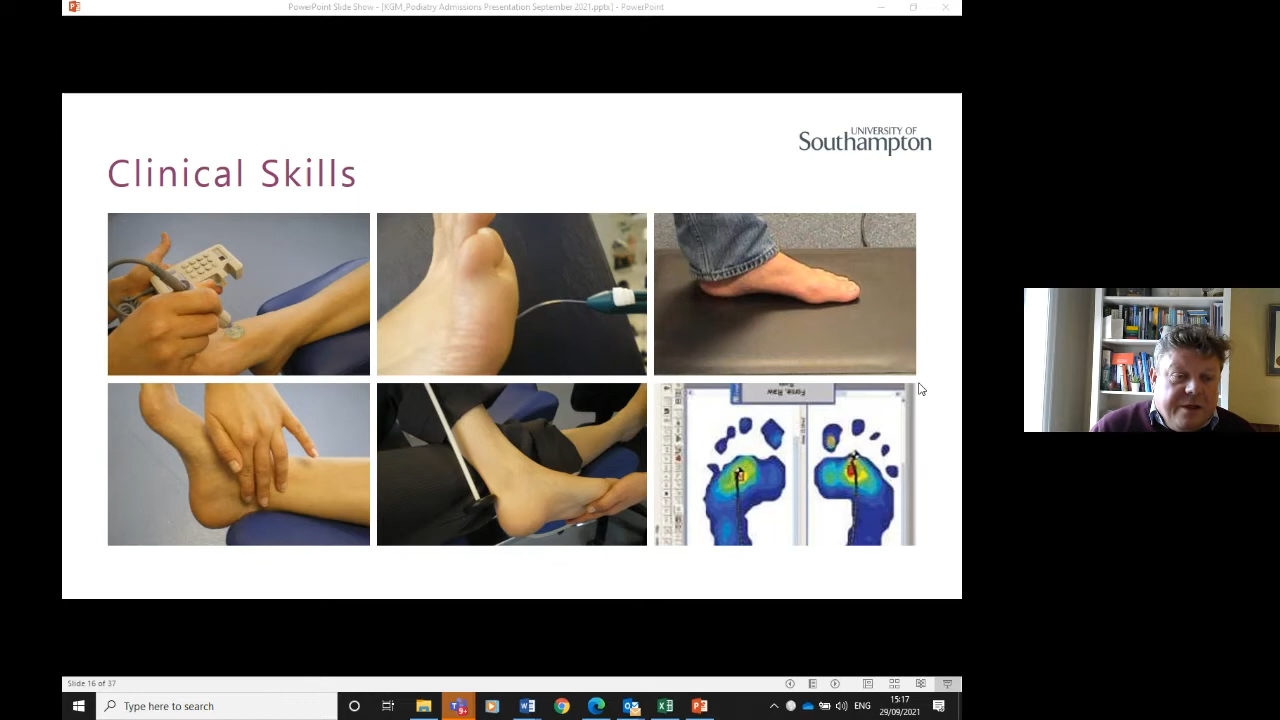 PowerPoint Slide Show - [KGM_Podiatry Admissions Presentation September 2021.pptx] - PowerPoint
UNIVERSITY OF
Southampton
Clinical Skills
Slide 16 of 37
Type here to search
9+
ENG
15:17
29/09/2021